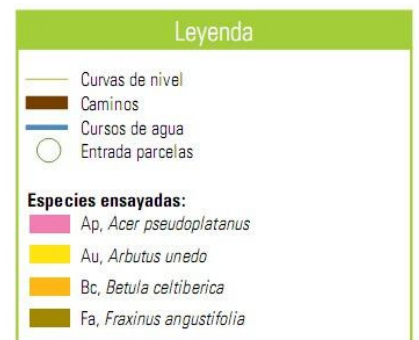 Leyenda
Curvas de nivel
Caminos
Cursos de agua
Entrada parcelas
Especies ensayadas:
Ap, Acer pseudoplatanus
Au, Arbutus unedo
Bc, Betula celtiberica
Fa, Fraxinus angustifolia